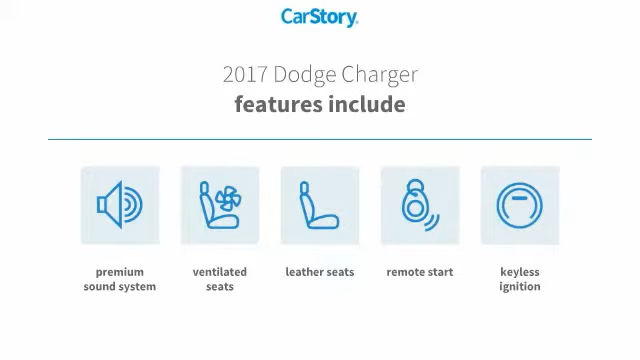 CarStory
2017 Dodge Charger
features include
premium
sound system
ventilated
seats
leather seats
remote start
keyless
ignition